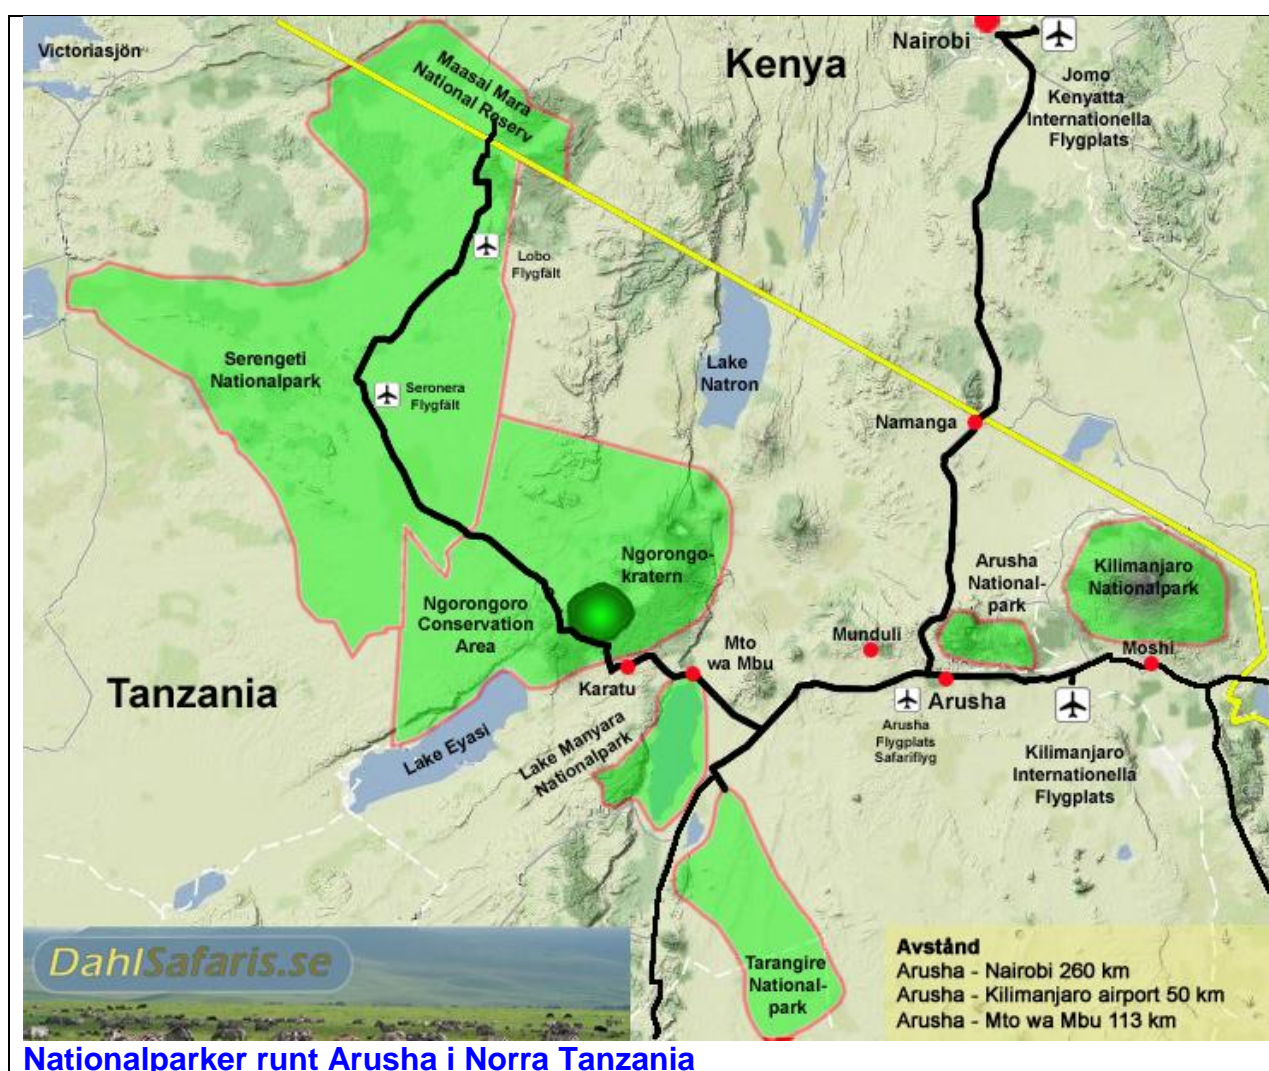 Victoriasjön
Maasai Mara
National Reserv
Kenya
Nairobi
Jomo
Kenyatta
Internationella
Flygplats
Lobo
Flygfält
Serengeti
Nationalpark
Seronera
Flygfält
Lake
Natron
Namanga
Ngorongo-
kratern
Arusha
National-
park
Kilimanjaro
Nationalpark
Ngorongoro
Conservation
Area
Munduli
Moshi
Mto
wa Mbu
Tanzania
Karatu
Arusha
Lake Eyasi
Lake Manyara
Nationalpark
Arusha
Flygplats
Safariflyg
Kilimanjaro
Internationella
Flygplats
DahlSafaris.se
Tarangire
National-
park
Avstånd
Arusha - Nairobi 260 km
Arusha - Kilimanjaro airport 50 km
Arusha - Mto wa Mbu 113 km
Nationalparker runt Arusha i Norra Tanzania